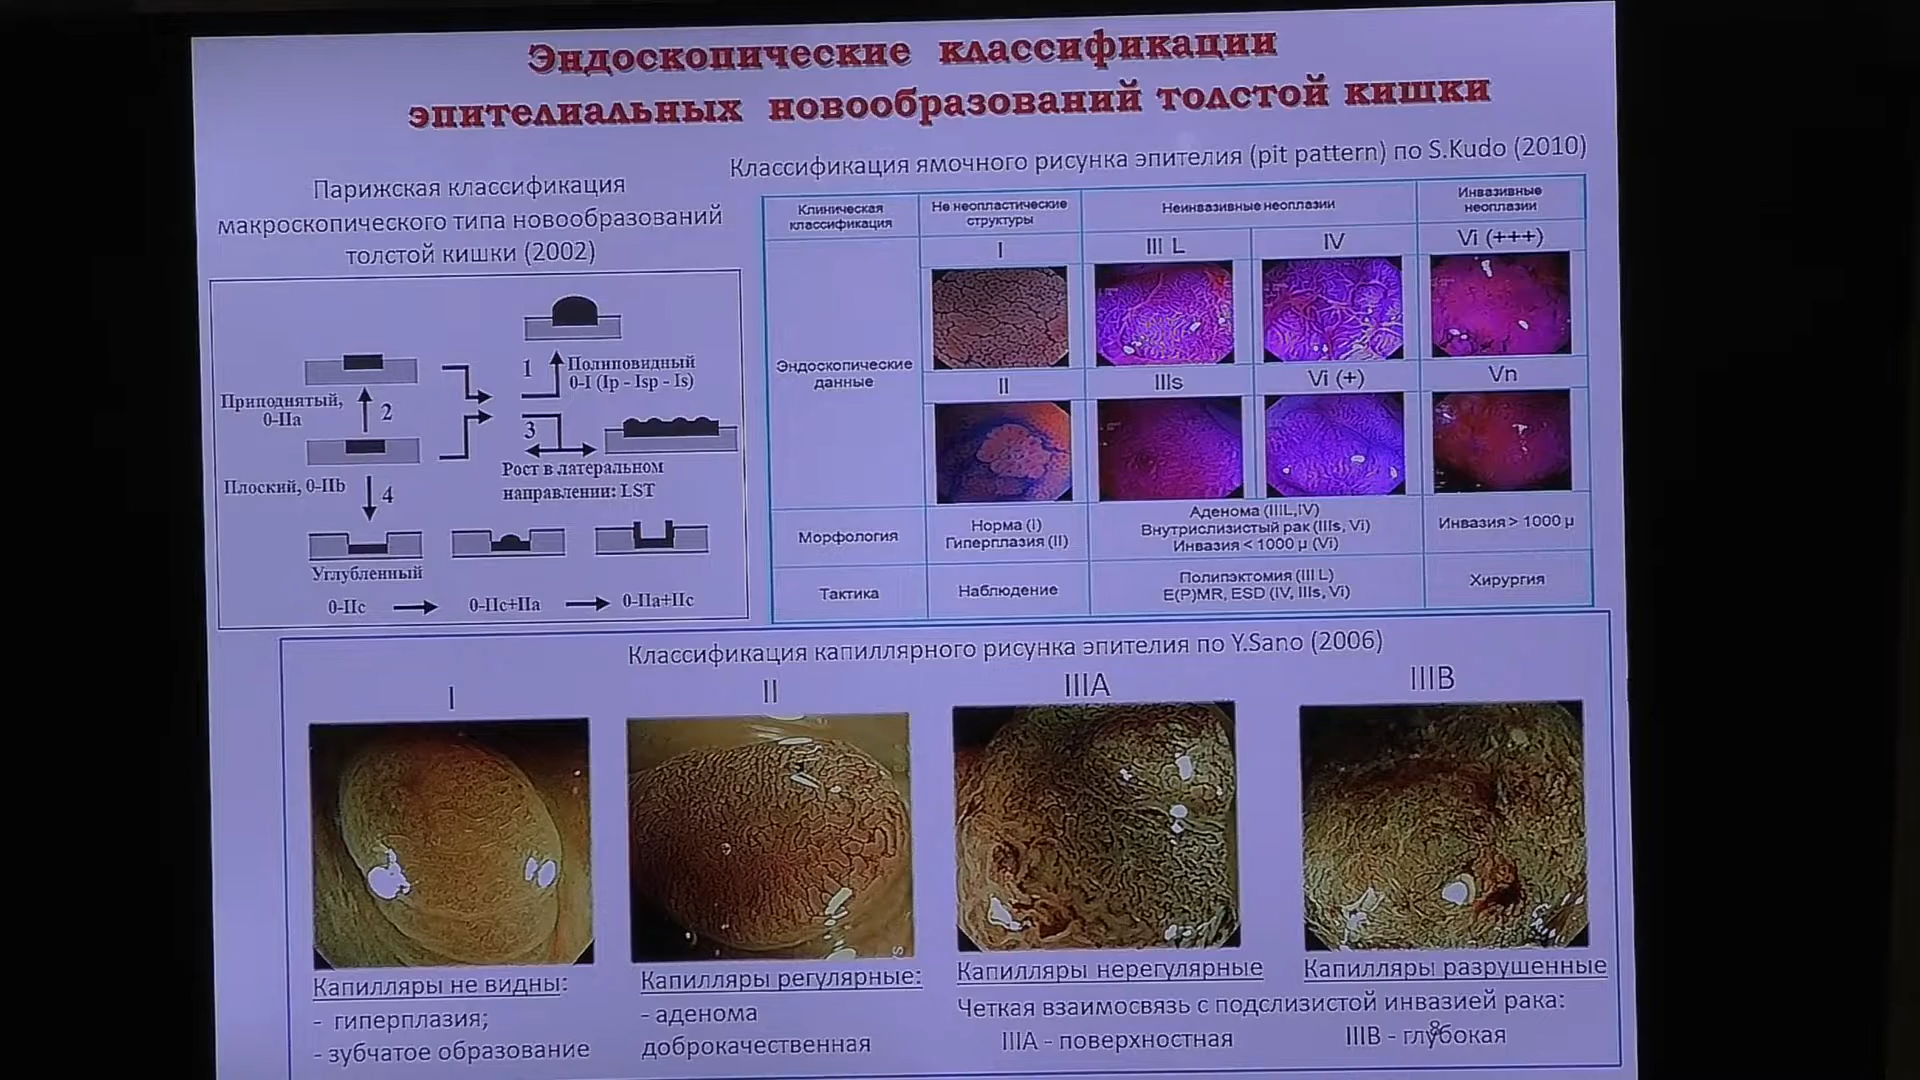 Эндоскопические классификации
эпителиальных новообразований толстой кишки
Парижская классификация
макроскопического типа новообразований
толстой кишки (2002)
Приподнятый,
0-IIa
2
1
Полиповидный
0-I (Ip - Isp - Is)
3
Рост в латеральном
направлении: LST
Плоский, 0-IIb
4
Углубленный
0-IIc
0-IIc+IIa
0-IIa+IIc
Классификация ямочного рисунка эпителия (pit pattern) по S.Kudo (2010)
Клиническая
классификация
Не неопластические
структуры
Неинвазивные неоплазии
Инвазивные
неоплазии
Эндоскопические
данные
I
III L
IV
Vi (+++)
II
IIIs
Vi (+)
Vn
Морфология
Норма (I)
Гиперплазия (II)
Аденома (IIIL,IV)
Внутрислизистый рак (IIIs, Vi)
Инвазия < 1000 µ (Vi)
Инвазия > 1000 µ
Тактика
Наблюдение
Полипэктомия (III L)
E(P)MR, ESD (IV, IIIs, Vi)
Хирургия
Классификация капиллярного рисунка эпителия по Y.Sano (2006)
I
II
IIIA
IIIB
Капилляры не видны:
- гиперплазия;
- зубчатое образование
Капилляры регулярные:
- аденома
доброкачественная
Капилляры нерегулярные
Капилляры разрушенные
Четкая взаимосвязь с подслизистой инвазией рака:
IIIA - поверхностная
IIIB - глубокая
8